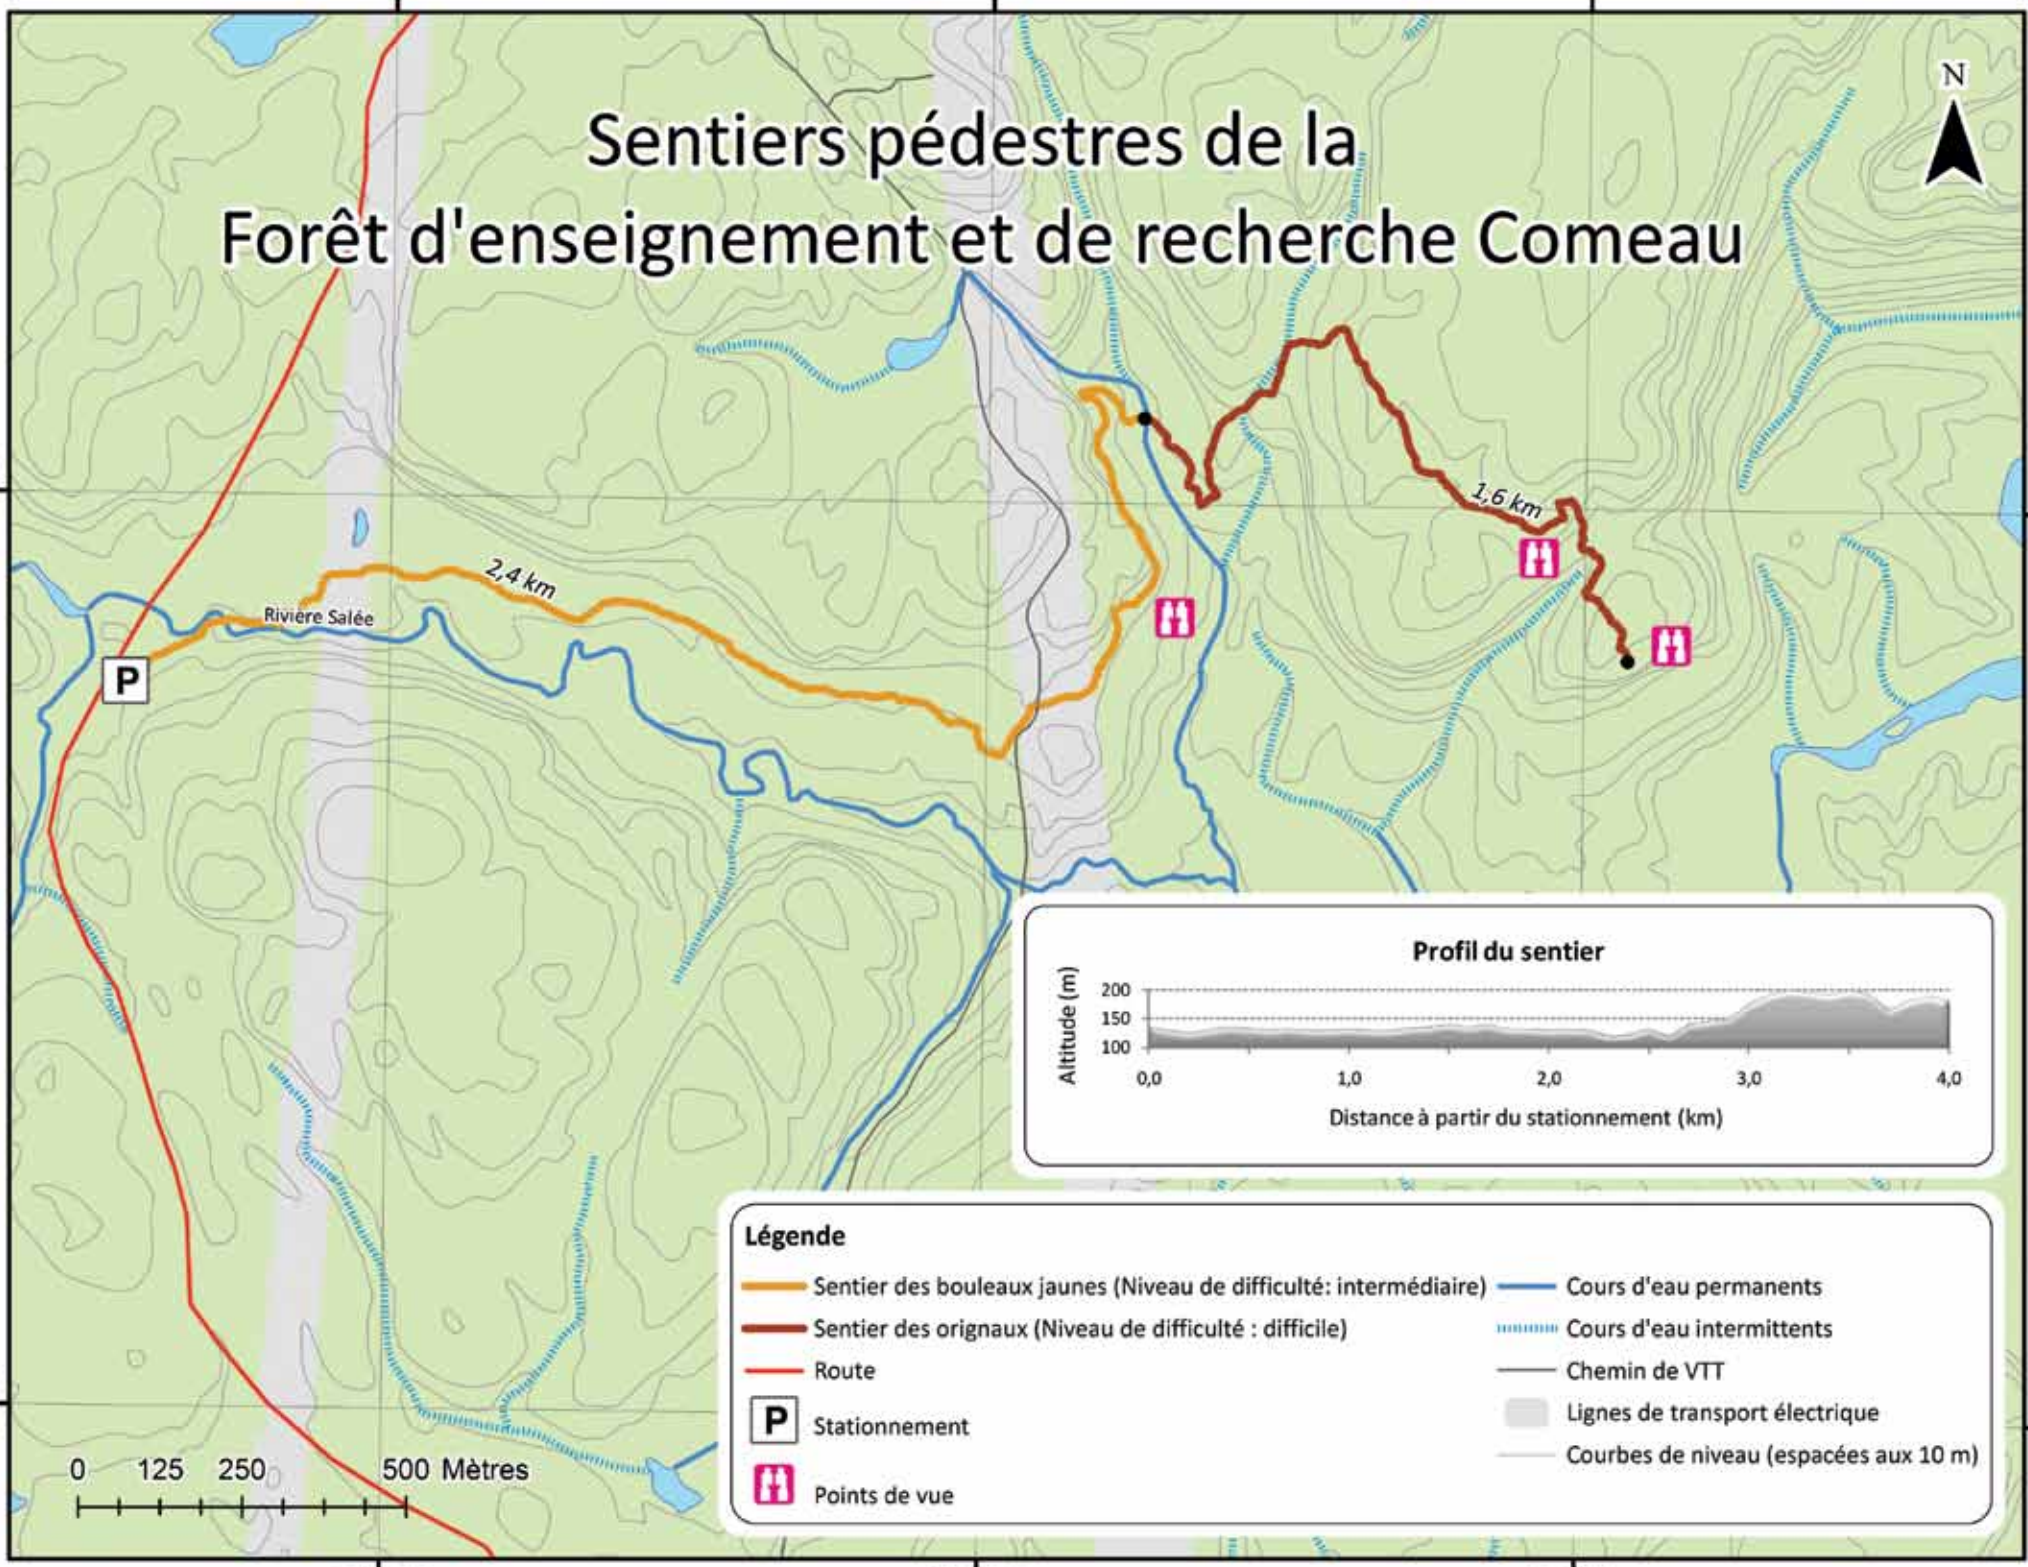 N
Sentiers pédestres de la
Forêt d'enseignement et de recherche Comeau
1,6 km
2,4 km
Rivière Salée
P
Profil du sentier
Altitude (m)
200
150
100
0,0 1,0 2,0 3,0 4,0
Distance à partir du stationnement (km)
Légende
Sentier des bouleaux jaunes (Niveau de difficulté: intermédiaire)
Sentier des orignaux (Niveau de difficulté : difficile)
Route
P Stationnement
Points de vue
Cours d'eau permanents
Cours d'eau intermittents
Chemin de VTT
Lignes de transport électrique
Courbes de niveau (espacées aux 10 m)
0 125 250 500 Mètres